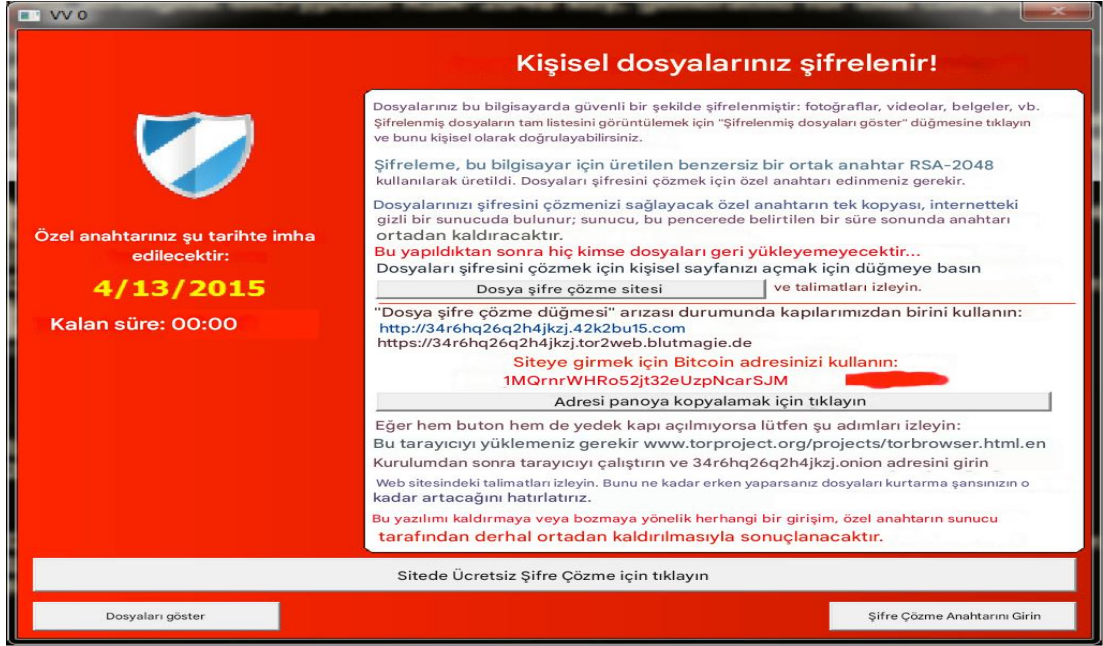 VV 0
Kişisel dosyalarınız şifrelenir!
Özel anahtarınız şu tarihte imha
edilecektir:
4/13/2015
Kalan süre: 00:00
Dosyalarınız bu bilgisayarda güvenli bir şekilde şifrelenmiştir: fotoğraflar, videolar, belgeler, vb.
Şifrelenmiş dosyaların tam listesini görüntülemek için "Şifrelenmiş dosyaları göster" düğmesine tıklayın
ve bunu kişisel olarak doğrulayabilirsiniz.
Şifreleme, bu bilgisayar için üretilen benzersiz bir ortak anahtar RSA-2048
kullanılarak üretildi. Dosyaları şifresini çözmek için özel anahtarı edinmeniz gerekir.
Dosyalarınızı şifresini çözmenizi sağlayacak özel anahtarın tek kopyası, internetteki
gizli bir sunucuda bulunur; sunucu, bu pencerede belirtilen bir süre sonunda anahtarı
ortadan kaldıracaktır.
Bu yapıldıktan sonra hiç kimse dosyaları geri yükleyemeyecektir...
Dosyaları şifresini çözmek için kişisel sayfanızı açmak için düğmeye basın
Dosya şifre çözme sitesi ve talimatları izleyin.
"Dosya şifre çözme düğmesi" arızası durumunda kapılarımızdan birini kullanın:
http://34r6hq26q2h4jkzj.42k2bu15.com
https://34r6hq26q2h4jkzj.tor2web.blutmagie.de
Siteye girmek için Bitcoin adresinizi kullanın:
1MQrnrWHRo52jt32eUzpNcarSJM
Adresi panoya kopyalamak için tıklayın
Eğer hem buton hem de yedek kapı açılmıyorsa lütfen şu adımları izleyin:
Bu tarayıcıyı yüklemeniz gerekir www.torproject.org/projects/torbrowser.html.en
Kurulumdan sonra tarayıcıyı çalıştırın ve 34r6hq26q2h4jkzj.onion adresini girin
Web sitesindeki talimatları izleyin. Bunu ne kadar erken yaparsanız dosyaları kurtarma şansınızın o
kadar artacağını hatırlatırız.
Bu yazılımı kaldırmaya veya bozmaya yönelik herhangi bir girişim, özel anahtarın sunucu
tarafından derhal ortadan kaldırılmasıyla sonuçlanacaktır.
Sitede Ücretsiz Şifre Çözme için tıklayın
Dosyaları göster
Şifre Çözme Anahtarını Girin